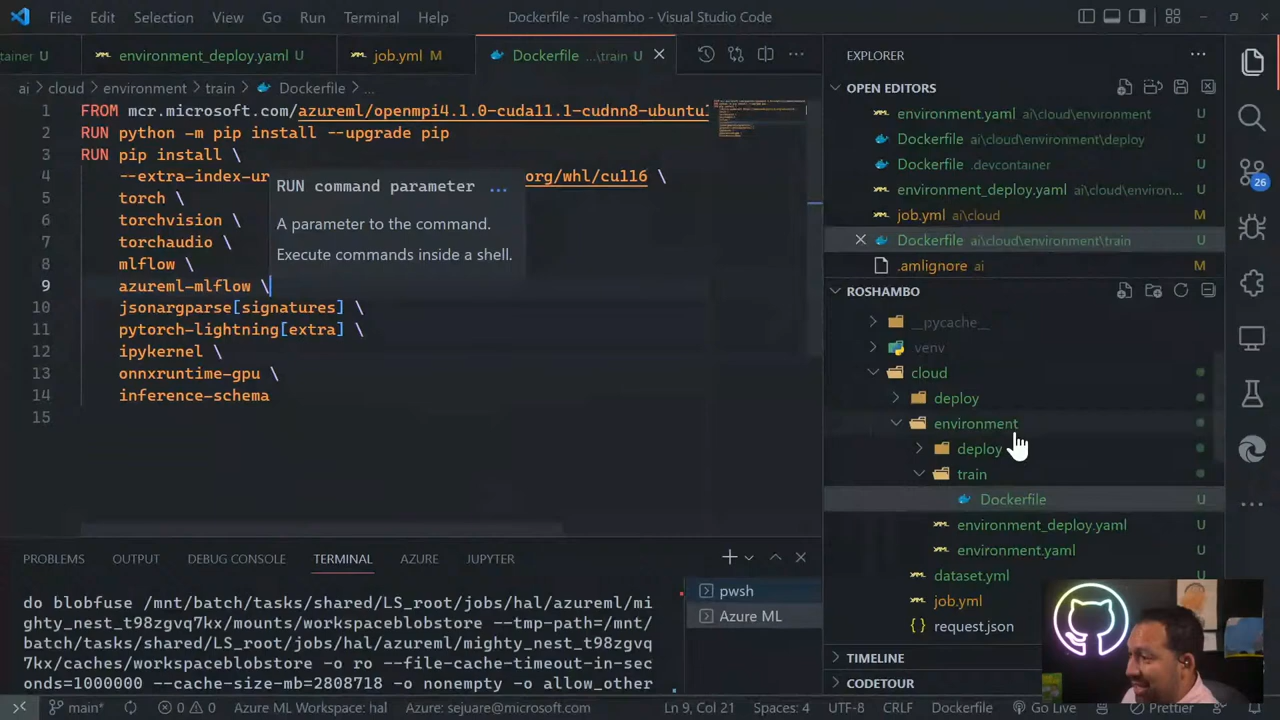 File Edit Selection View Go Run Terminal Help Dockerfile - roshambo - Visual Studio Code
tainer U environment_deploy.yaml U job.yml M Dockerfile ...\train U
ai > cloud > environment > train > Dockerfile > ...
1 FROM mcr.microsoft.com/azureml/openmpi4.1.0-cuda11.1-cudnn8-ubuntu
2 RUN python -m pip install --upgrade pip
3 RUN pip install \
4 --extra-index-ur org/whl/cu116 \
5 torch \
6 torchvision \
7 torchaudio \
8 mlflow \
9 azureml-mlflow \
10 jsonargparse[signatures] \
11 pytorch-lightning[extra] \
12 ipykernel \
13 onnxruntime-gpu \
14 inference-schema
15
RUN command parameter ...
A parameter to the command.
Execute commands inside a shell.
PROBLEMS OUTPUT DEBUG CONSOLE TERMINAL AZURE JUPYTER
do blobfuse /mnt/batch/tasks/shared/LS_root/jobs/hal/azureml/mi
ghty_nest_t98zgvq7kx/mounts/workspaceblobstore --tmp-path=/mnt/
batch/tasks/shared/LS_root/jobs/hal/azureml/mighty_nest_t98zgvq
7kx/caches/workspaceblobstore -o ro --file-cache-timeout-in-sec
onds=1000000 --cache-size-mb=2808718 -o nonempty -o allow_other
pwsh
Azure ML
EXPLORER ...
OPEN EDITORS
environment.yaml ai\cloud\environment
Dockerfile ai\cloud\environment\deploy
Dockerfile .devcontainer
environment_deploy.yaml ai\cloud\environ...
job.yml ai\cloud M
Dockerfile ai\cloud\environment\train U
.amlignore ai U
ROSHAMBO
__pycache__
.venv
cloud
deploy
environment
deploy
train
Dockerfile U
environment_deploy.yaml U
environment.yaml U
dataset.yml U
job.yml
request.json
TIMELINE
CODETOUR
26
main* 0 0 Azure ML Workspace: hal Azure: sejuare@microsoft.com Ln 9, Col 21 Spaces: 4 UTF-8 CRLF Dockerfile Go Live Prettier